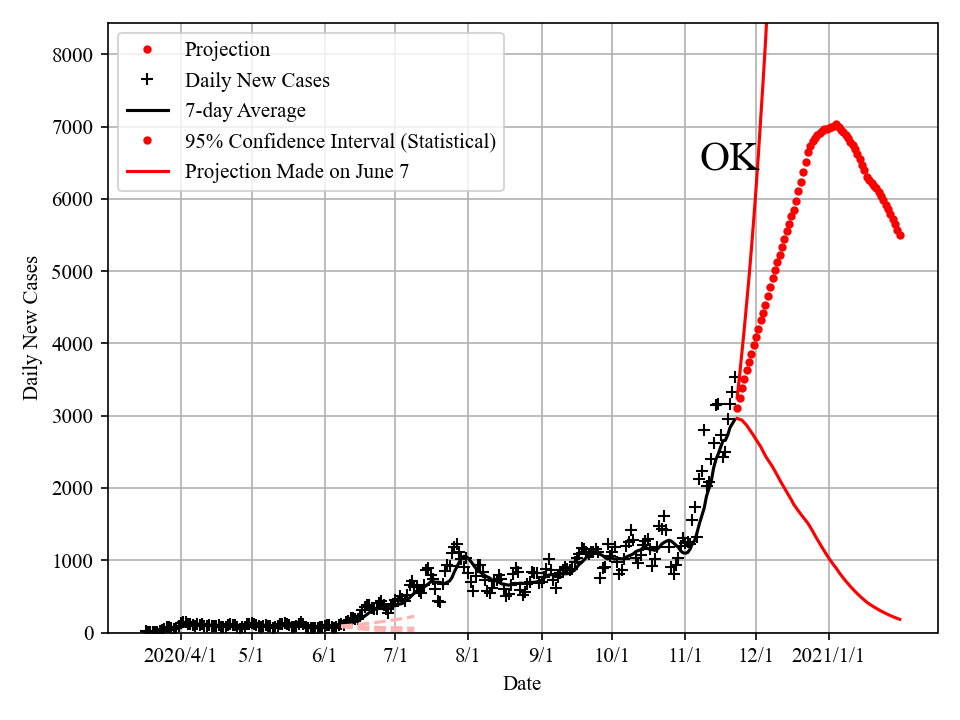 8000
7000
6000
5000
4000
3000
2000
1000
0
Daily New Cases
Projection
Daily New Cases
7-day Average
95% Confidence Interval (Statistical)
Projection Made on June 7
OK
2020/4/1 5/1 6/1 7/1 8/1 9/1 10/1 11/1 12/1 2021/1/1
Date